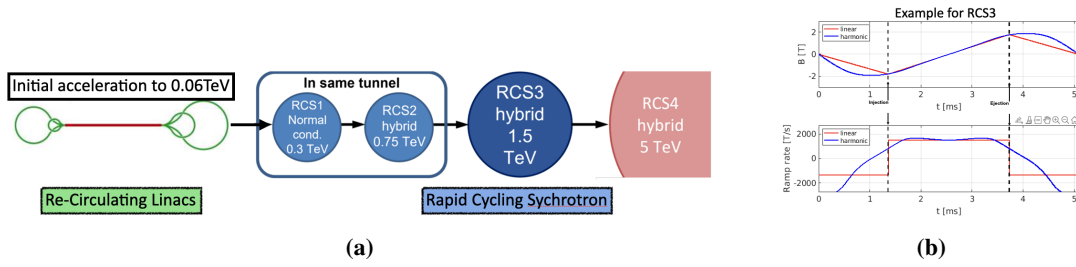 Initial acceleration to 0.06TeV
Re-Circulating Linacs
In same tunnel
RCS1
Normal
cond.
0.3 TeV
RCS2
hybrid
0.75 TeV
RCS3
hybrid
1.5
TeV
RCS4
hybrid
5 TeV
Rapid Cycling Sychrotron
(a)
Example for RCS3
linear
harmonic
B [T]
2
0
-2
0 1 2 3 4 5
Injection
Ejection
t [ms]
linear
harmonic
Ramp rate [T/s]
2000
0
-2000
0 1 2 3 4 5
t [ms]
(b)